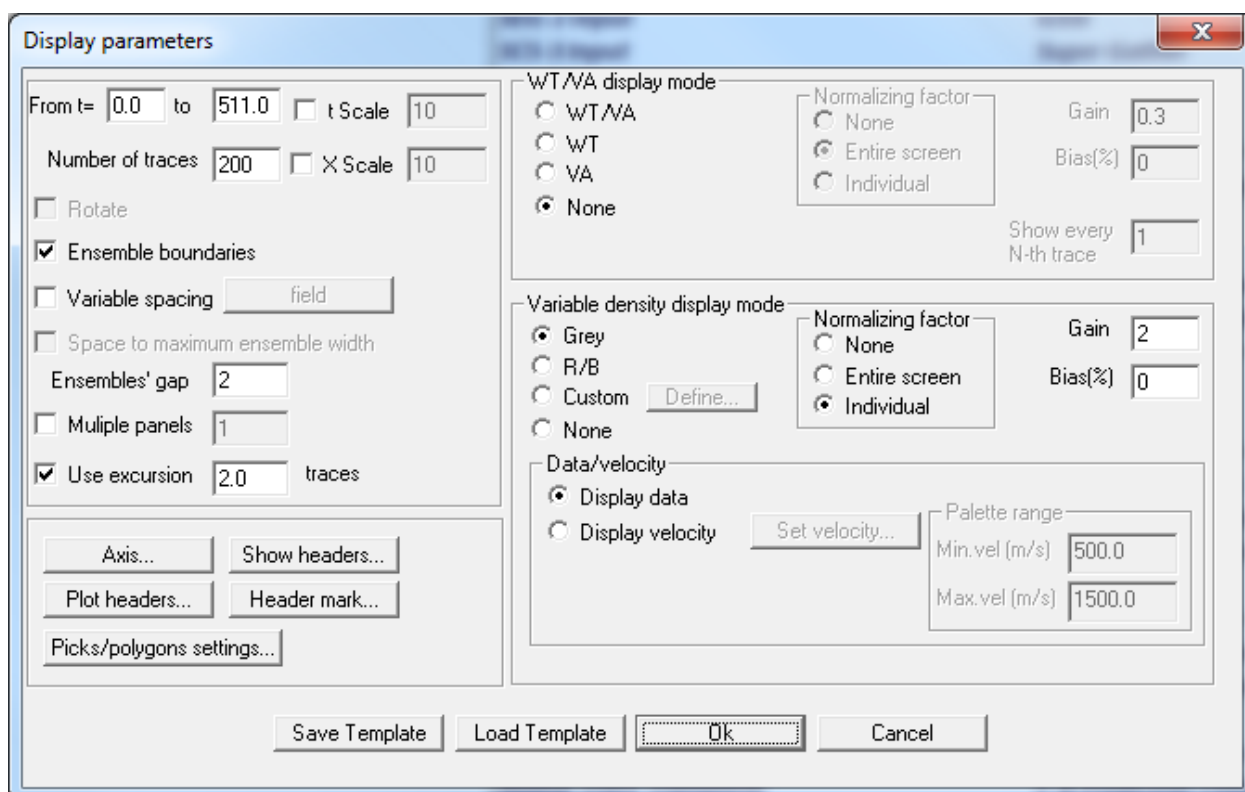 Display parameters
From t= 0.0 to 511.0 t Scale 10
Number of traces 200 X Scale 10
Rotate
Ensemble boundaries
Variable spacing field
Space to maximum ensemble width
Ensembles' gap 2
Muliple panels 1
Use excursion 2.0 traces
Axis... Show headers...
Plot headers... Header mark...
Picks/polygons settings...
WT/VA display mode
WT/VA
WT
VA
None
Normalizing factor
None
Entire screen
Individual
Gain 0.3
Bias(%) 0
Show every
N-th trace 1
Variable density display mode
Grey
R/B
Custom Define...
None
Normalizing factor
None
Entire screen
Individual
Gain 2
Bias(%) 0
Data/velocity
Display data
Display velocity Set velocity...
Palette range
Min.vel (m/s) 500.0
Max.vel (m/s) 1500.0
Save Template Load Template Ok Cancel